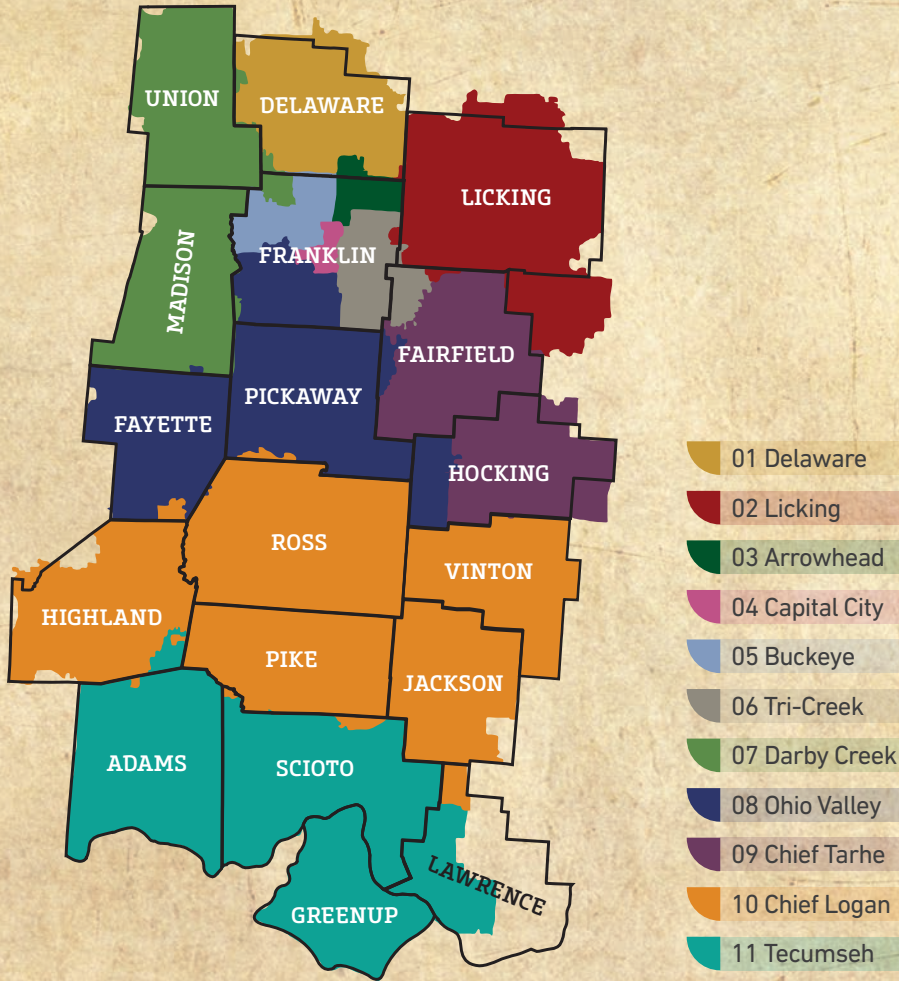 UNION
DELAWARE
LICKING
FRANKLIN
MADISON
FAIRFIELD
PICKAWAY
FAYETTE
HOCKING
ROSS
VINTON
HIGHLAND
PIKE
JACKSON
ADAMS
SCIOTO
LAWRENCE
GREENUP
01 Delaware
02 Licking
03 Arrowhead
04 Capital City
05 Buckeye
06 Tri-Creek
07 Darby Creek
08 Ohio Valley
09 Chief Tarhe
10 Chief Logan
11 Tecumseh